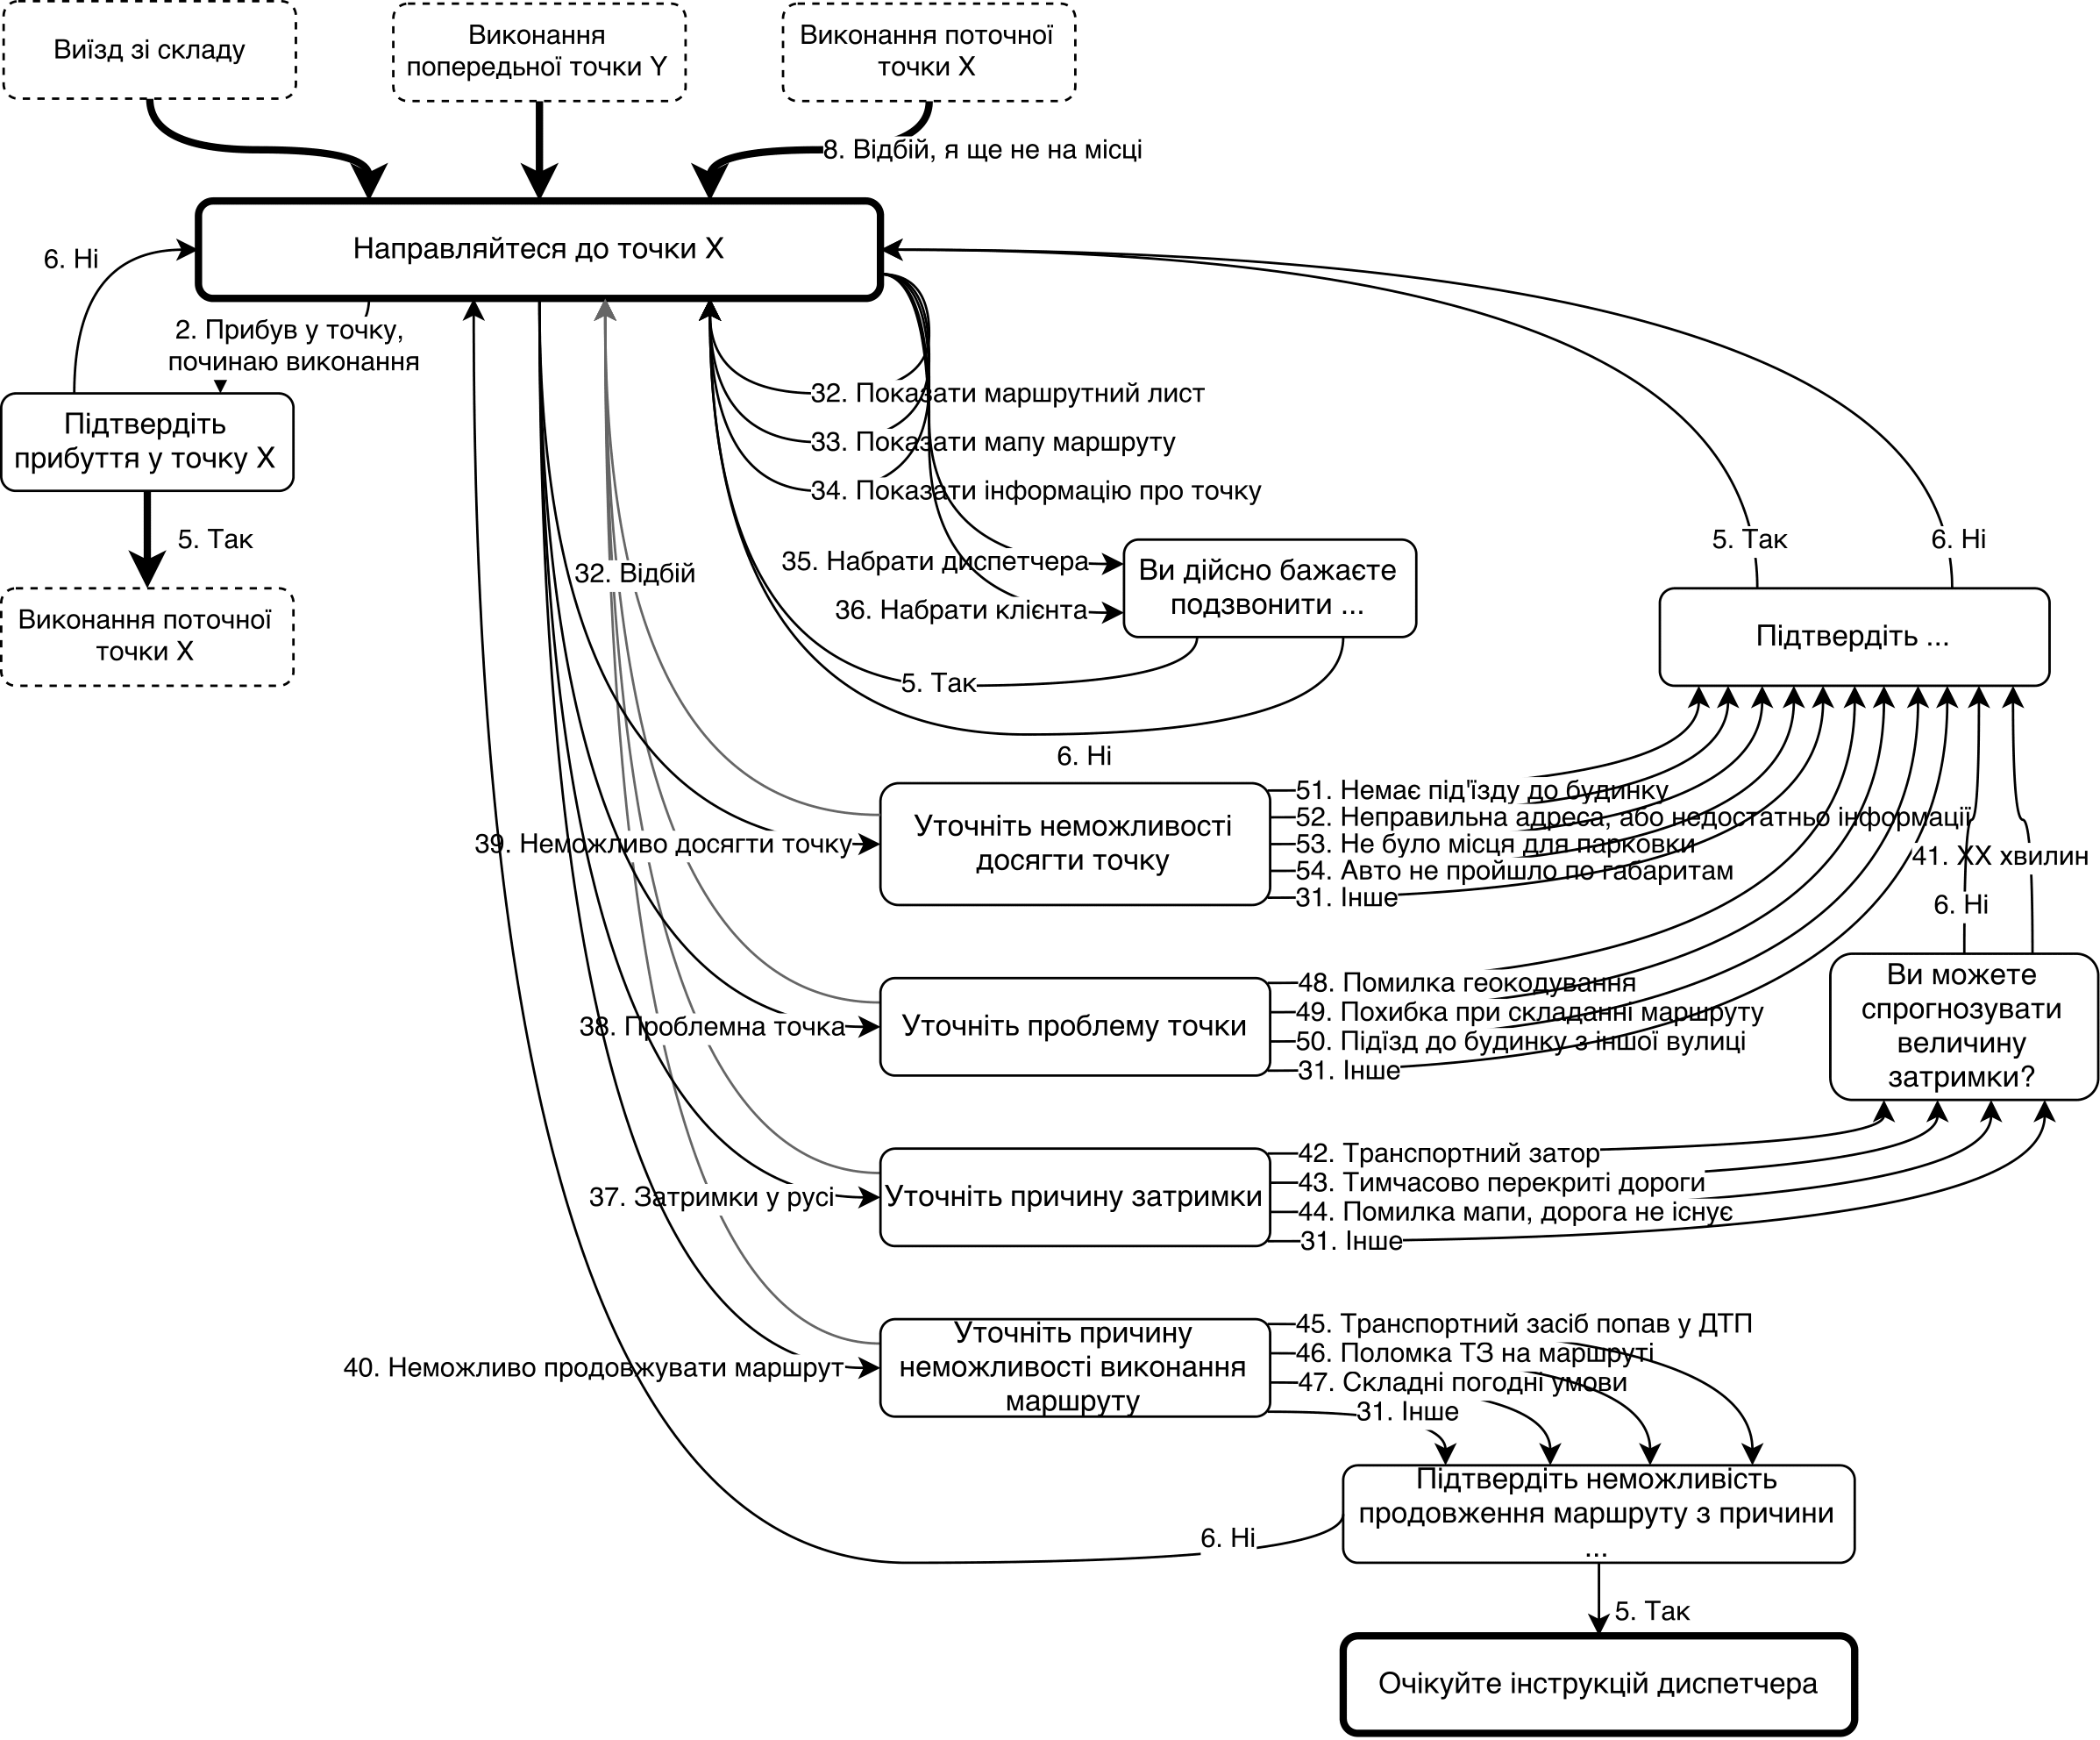 Виїзд зі складу
Виконання
попередньої точки Y
Виконання поточної
точки X
8. Відбій, я ще не на місці
Направляйтеся до точки X
6. Ні
2. Прибув у точку,
починаю виконання
Підтвердіть
прибуття у точку X
5. Так
Виконання поточної
точки X
32. Показати маршрутний лист
33. Показати мапу маршруту
34. Показати інформацію про точку
35. Набрати диспетчера
36. Набрати клієнта
Ви дійсно бажаєте
подзвонити ...
5. Так
6. Ні
32. Відбій
5. Так
6. Ні
Підтвердіть ...
39. Неможливо досягти точку
Уточніть неможливості
досягти точку
51. Немає під'їзду до будинку
52. Неправильна адреса, або недостатньо інформації
53. Не було місця для парковки
54. Авто не пройшло по габаритам
31. Інше
41. ХХ хвилин
6. Ні
38. Проблемна точка
Уточніть проблему точки
48. Помилка геокодування
49. Похибка при складанні маршруту
50. Підїзд до будинку з іншої вулиці
31. Інше
Ви можете
спрогнозувати
величину
затримки?
37. Затримки у русі
Уточніть причину затримки
42. Транспортний затор
43. Тимчасово перекриті дороги
44. Помилка мапи, дорога не існує
31. Інше
40. Неможливо продовжувати маршрут
Уточніть причину
неможливості виконання
маршруту
45. Транспортний засіб попав у ДТП
46. Поломка ТЗ на маршруті
47. Складні погодні умови
31. Інше
Підтвердіть неможливість
продовження маршруту з причини
...
6. Ні
5. Так
Очікуйте інструкцій диспетчера